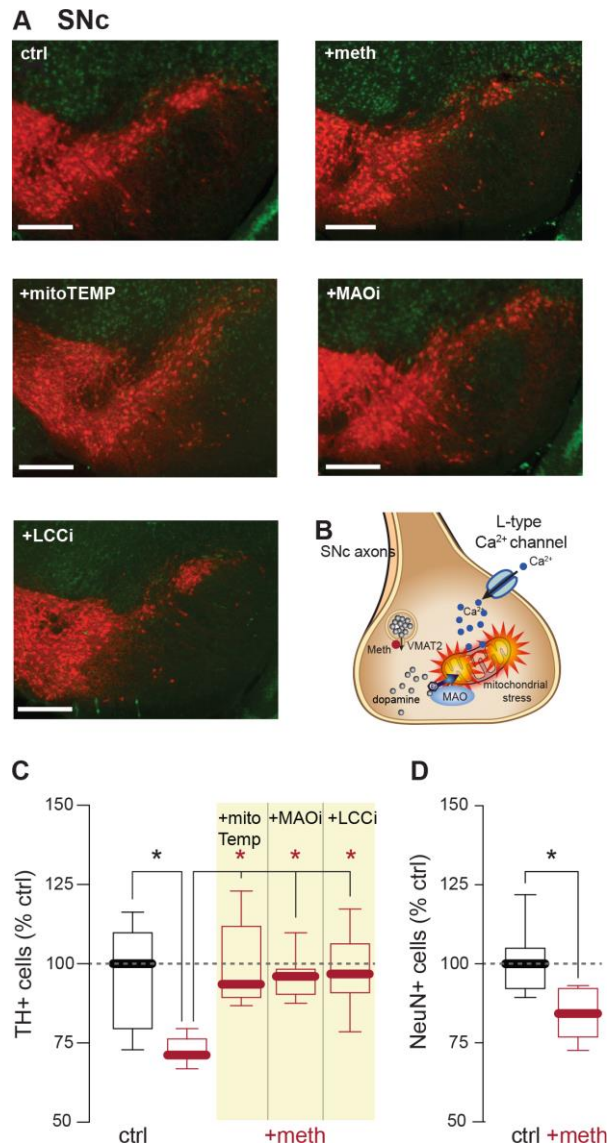 A SNc
ctrl
+meth
+mitoTEMP
+MAOi
+LCCi
B
SNc axons
L-type
Ca²⁺ channel
Ca²⁺
Ca²⁺
Meth
VMAT2
dopamine
MAO
mitochondrial
stress
C
TH+ cells (% ctrl)
150
125
100
75
50
+mito
Temp
+MAOi
+LCCi
*
*
*
*
ctrl
+meth
D
NeuN+ cells (% ctrl)
150
125
100
75
50
*
ctrl +meth